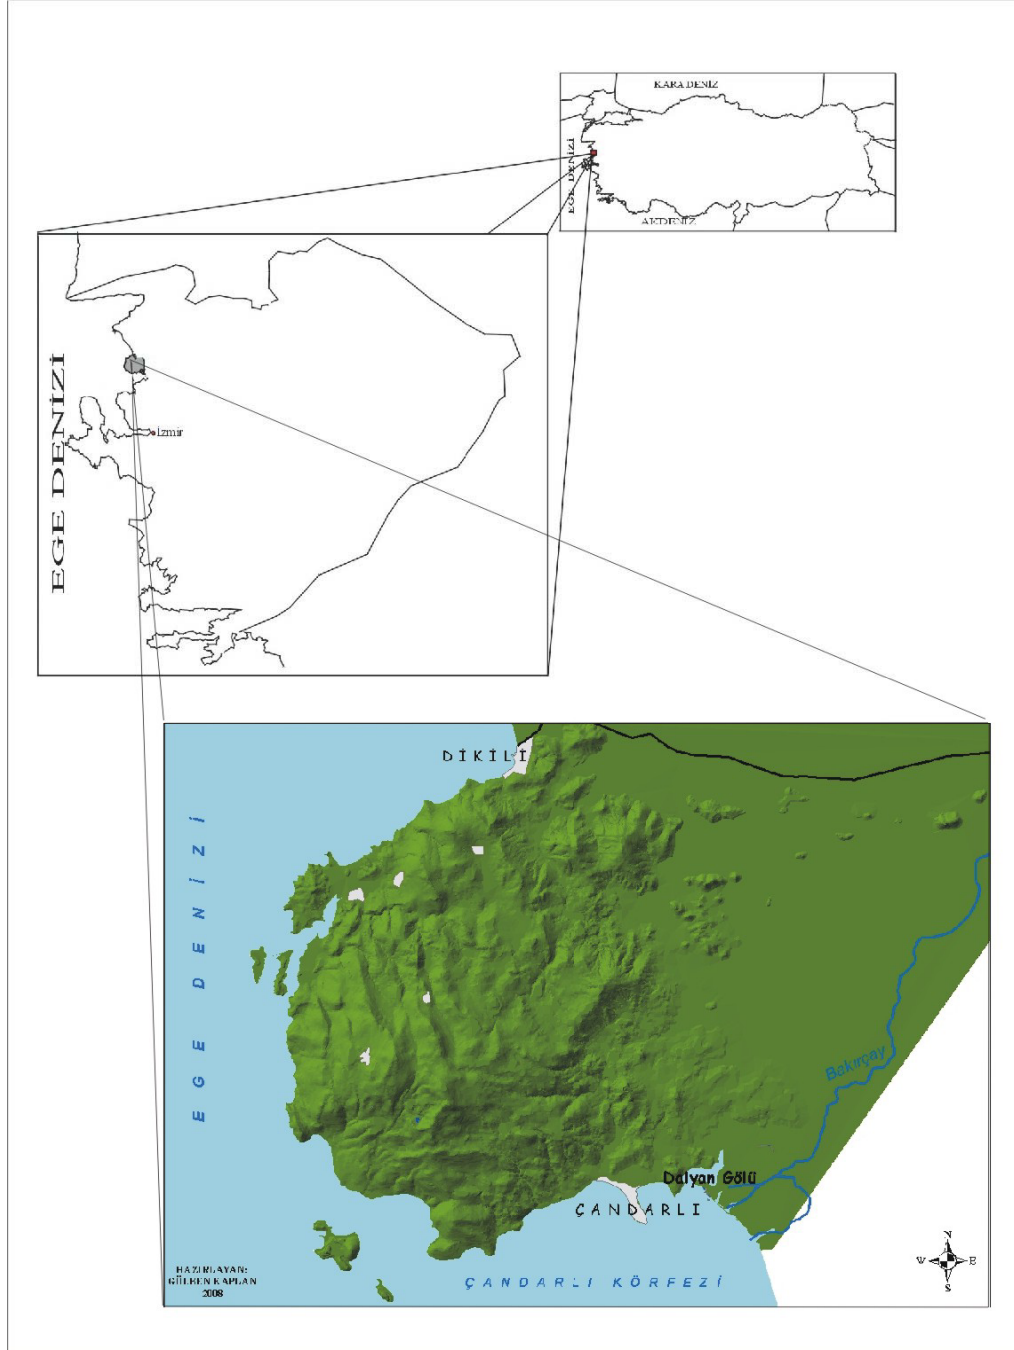 KARA DENİZ
EGE DENİZİ
AKDENİZ
EGE DENİZİ
İzmir
DİKİLİ
EGE DENİZİ
Bakırçay
Dalyan Gölü
ÇANDARLI
N
W
E
S
HAZIRLAYAN:
GÜLBEN KAPLAN
2008
ÇANDARLI KÖRFEZİ